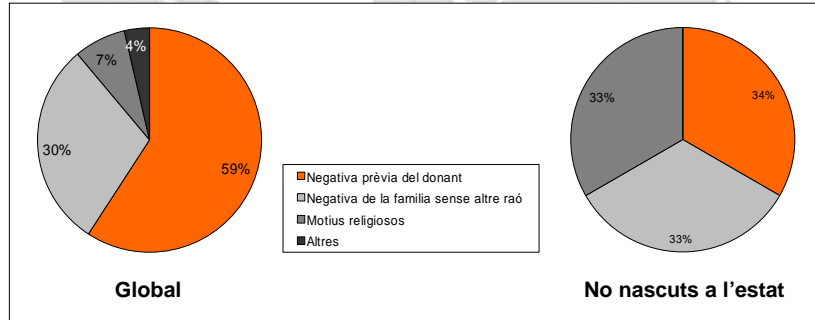 4%
7%
30%
59%
Global
Negativa prèvia del donant
Negativa de la familia sense altre raó
Motius religiosos
Altres
33%
34%
33%
No nascuts a l'estat